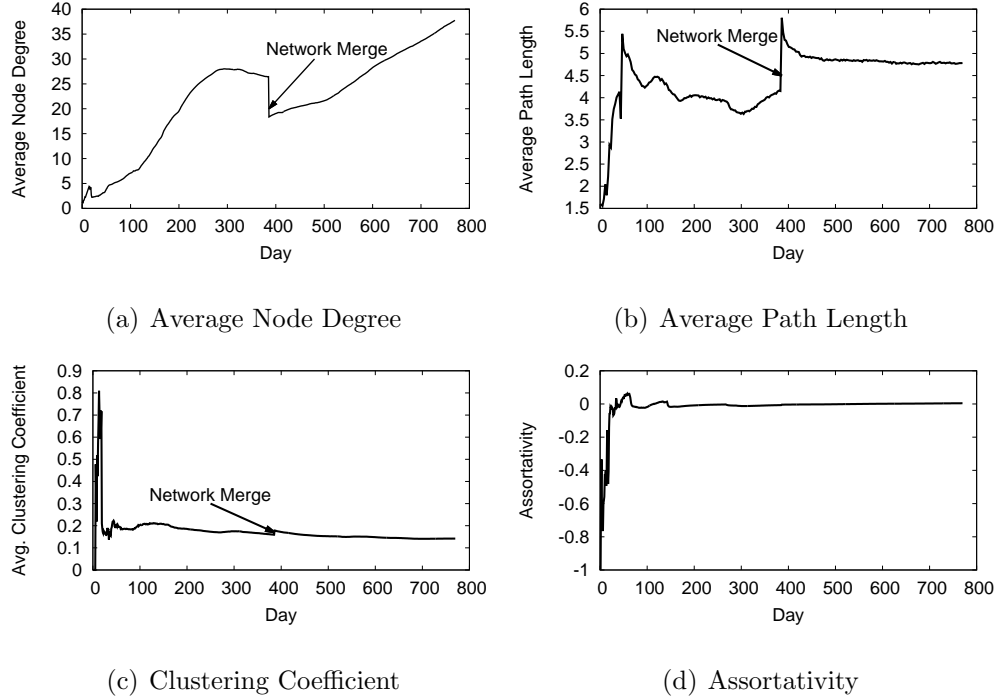 40
35
30
25
20
15
10
5
0
0 100 200 300 400 500 600 700 800
Average Node Degree
Day
Network Merge
(a) Average Node Degree
6
5.5
5
4.5
4
3.5
3
2.5
2
1.5
0 100 200 300 400 500 600 700 800
Average Path Length
Day
Network Merge
(b) Average Path Length
0.9
0.8
0.7
0.6
0.5
0.4
0.3
0.2
0.1
0
0 100 200 300 400 500 600 700 800
Avg. Clustering Coefficient
Day
Network Merge
(c) Clustering Coefficient
0.2
0
-0.2
-0.4
-0.6
-0.8
-1
0 100 200 300 400 500 600 700 800
Assortativity
Day
(d) Assortativity